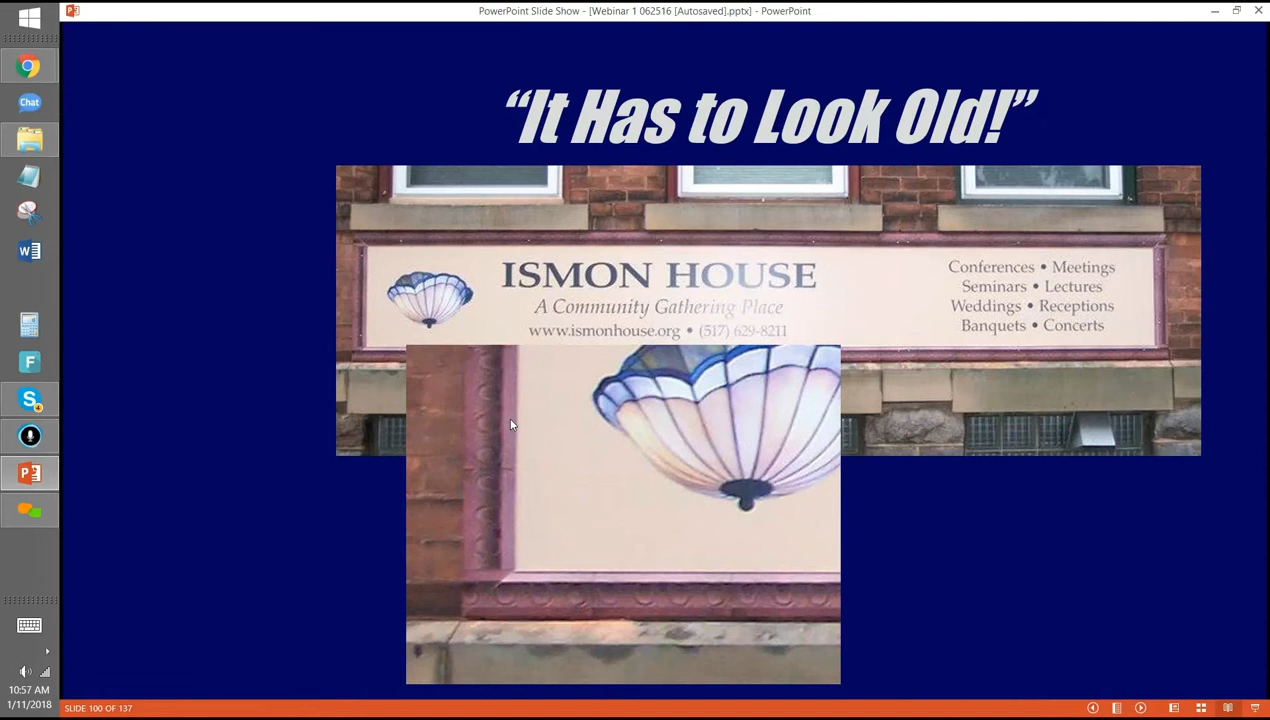 PowerPoint Slide Show - [Webinar 1 062516 [Autosaved].pptx] - PowerPoint
Chat
“It Has to Look Old!”
ISMON HOUSE
A Community Gathering Place
www.ismonhouse.org • (517) 629-8211
Conferences • Meetings
Seminars • Lectures
Weddings • Receptions
Banquets • Concerts
10:57 AM
1/11/2018
SLIDE 100 OF 137